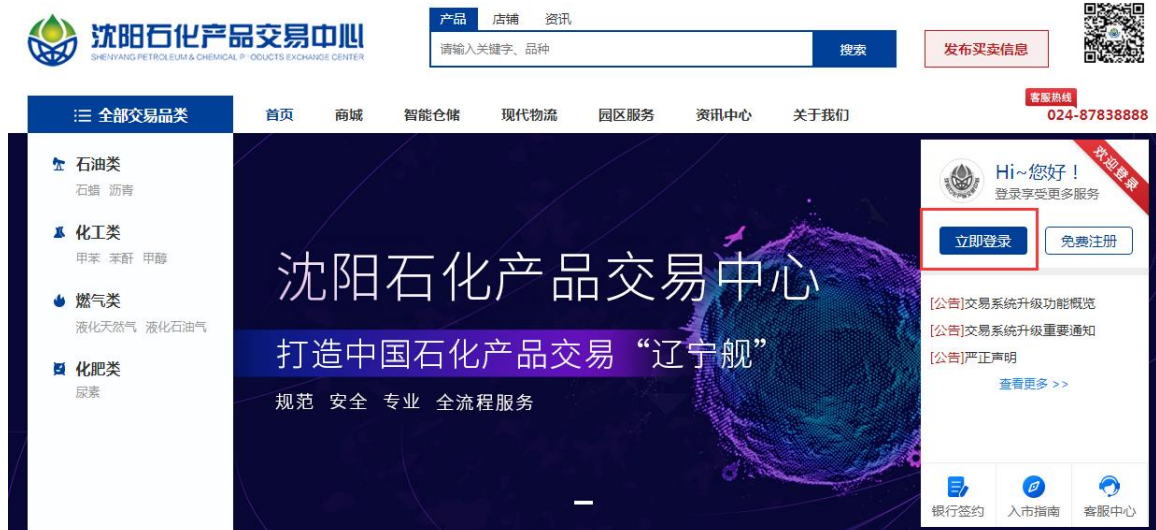 沈阳石化产品交易中心
SHENYANG PETROLEUM & CHEMICAL PRODUCTS EXCHANGE CENTER
产品 店铺 资讯
请输入关键字、品种
搜索
发布买卖信息
客服热线
024-87838888
全部交易品类
首页 商城 智能仓储 现代物流 园区服务 资讯中心 关于我们
石油类
石蜡 沥青
化工类
甲苯 苯酐 甲醇
燃气类
液化天然气 液化石油气
化肥类
尿素
沈阳石化产品交易中心
打造中国石化产品交易“辽宁舰”
规范 安全 专业 全流程服务
欢迎登录
Hi~您好！
登录享受更多服务
立即登录
免费注册
[公告]交易系统升级功能概览
[公告]交易系统升级重要通知
[公告]严正声明
查看更多 >>
银行签约 入市指南 客服中心